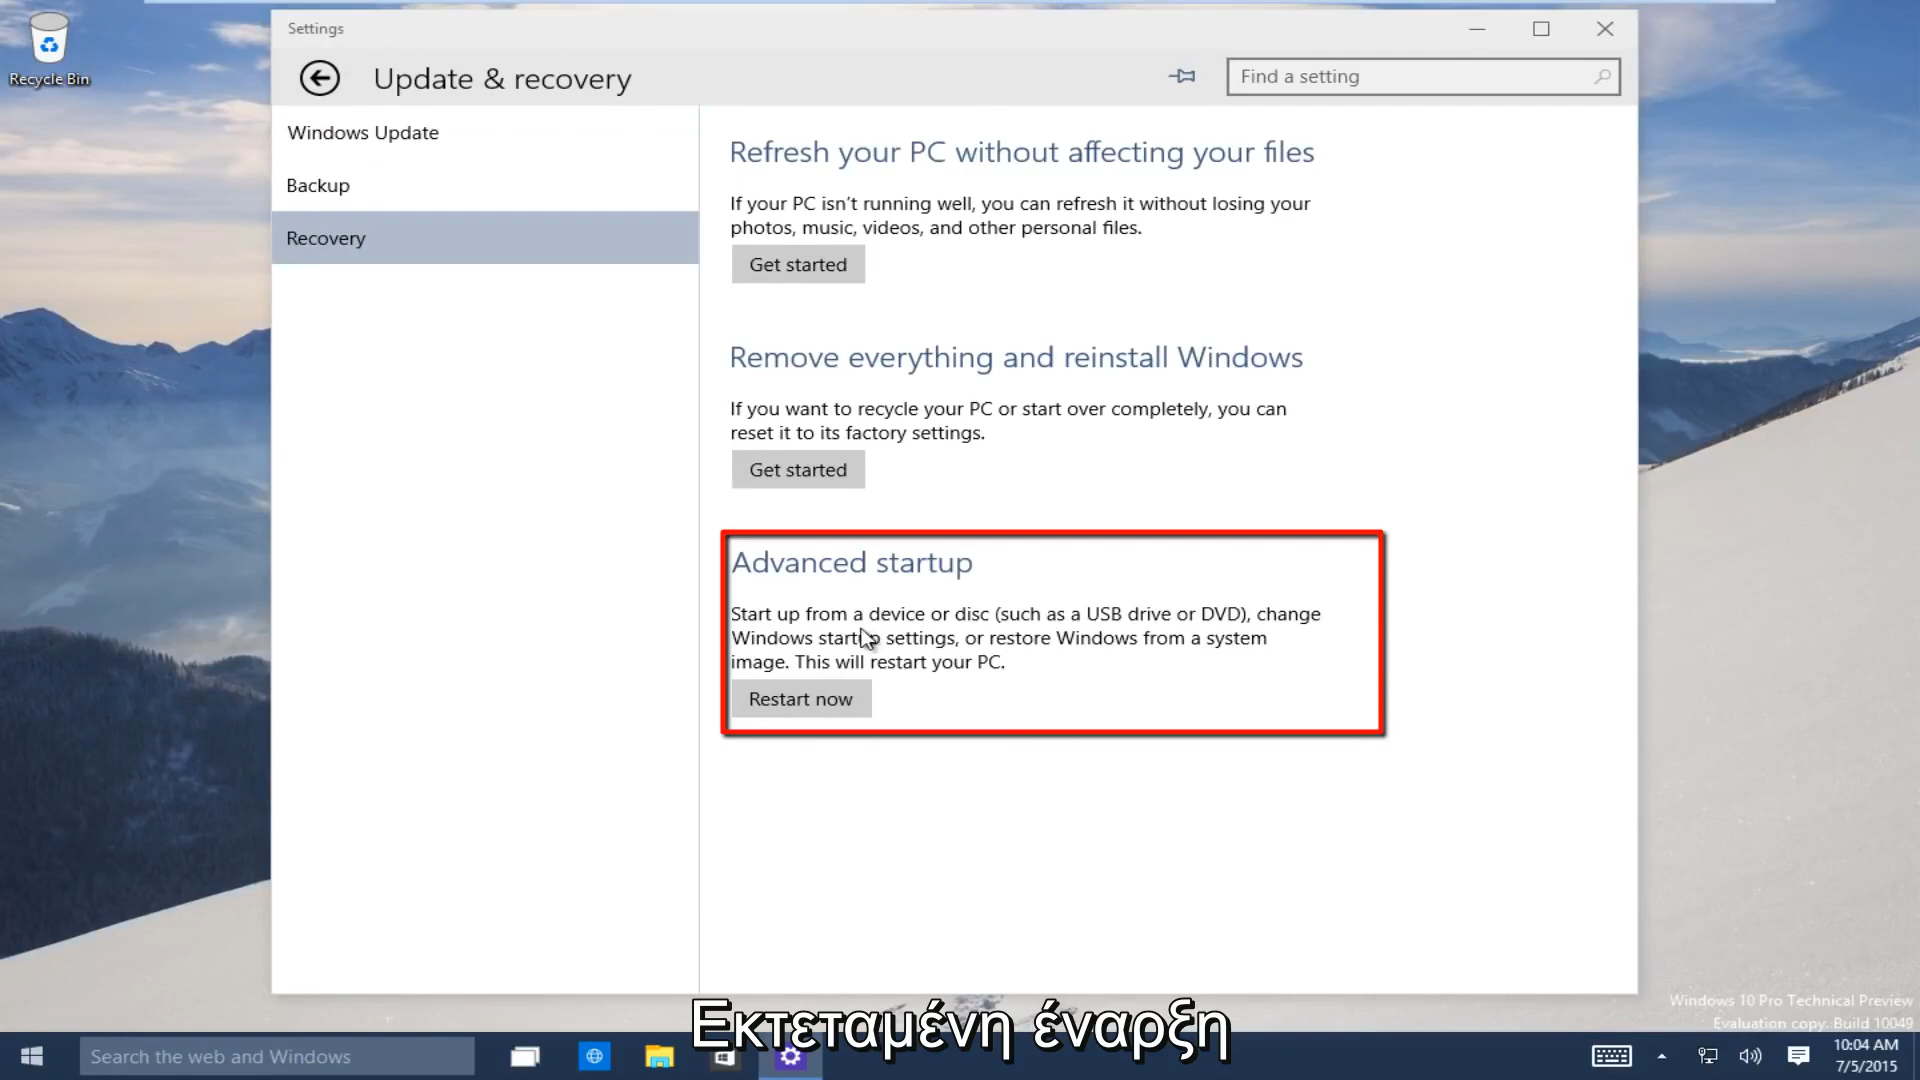 Recycle Bin
Settings
Update & recovery
Find a setting
Windows Update
Backup
Recovery
Refresh your PC without affecting your files
If your PC isn't running well, you can refresh it without losing your
photos, music, videos, and other personal files.
Get started
Remove everything and reinstall Windows
If you want to recycle your PC or start over completely, you can
reset it to its factory settings.
Get started
Advanced startup
Start up from a device or disc (such as a USB drive or DVD), change
Windows startup settings, or restore Windows from a system
image. This will restart your PC.
Restart now
Windows 10 Pro Technical Preview
Evaluation copy. Build 10049
Εκτεταμένη έναρξη
Search the web and Windows
10:04 AM
7/5/2015